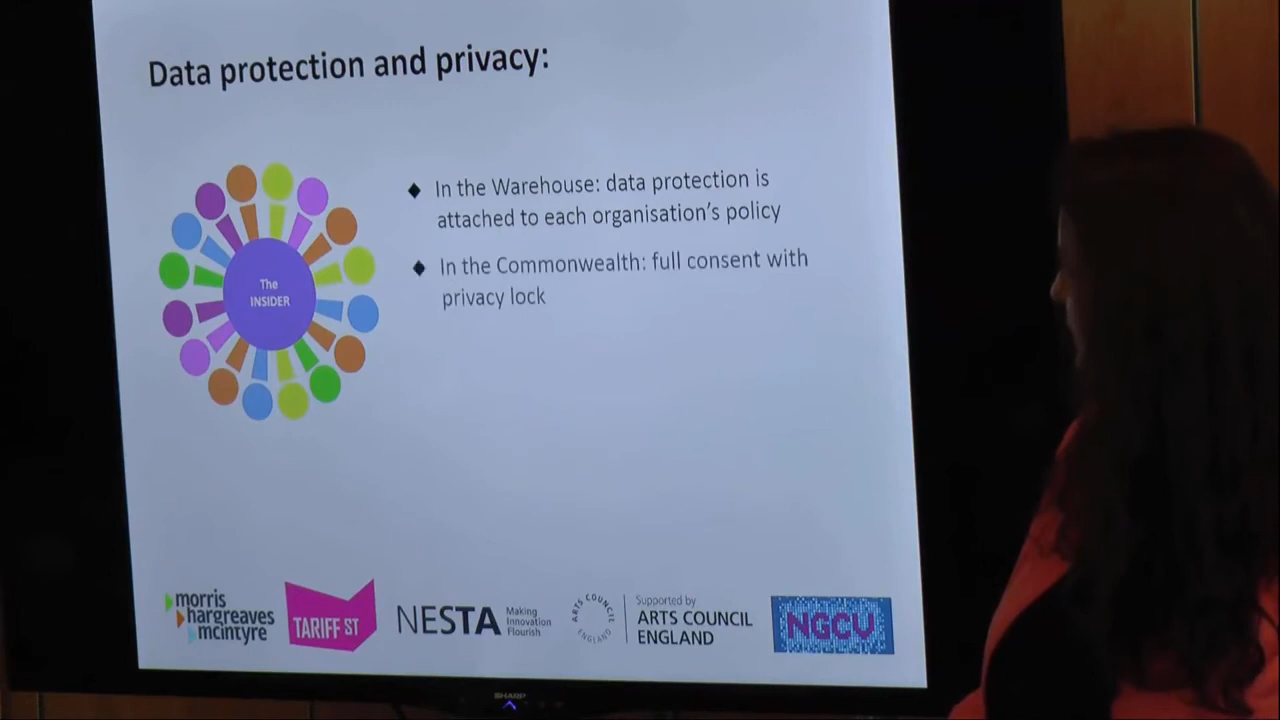 Data protection and privacy:
The
INSIDER
In the Warehouse: data protection is
attached to each organisation's policy
In the Commonwealth: full consent with
privacy lock
morris
hargreaves
mcintyre
TARIFF ST
NESTA
Making
Innovation
Flourish
ARTS COUNCIL
ENGLAND
Supported by
ARTS COUNCIL
ENGLAND
NGCV
SHARP